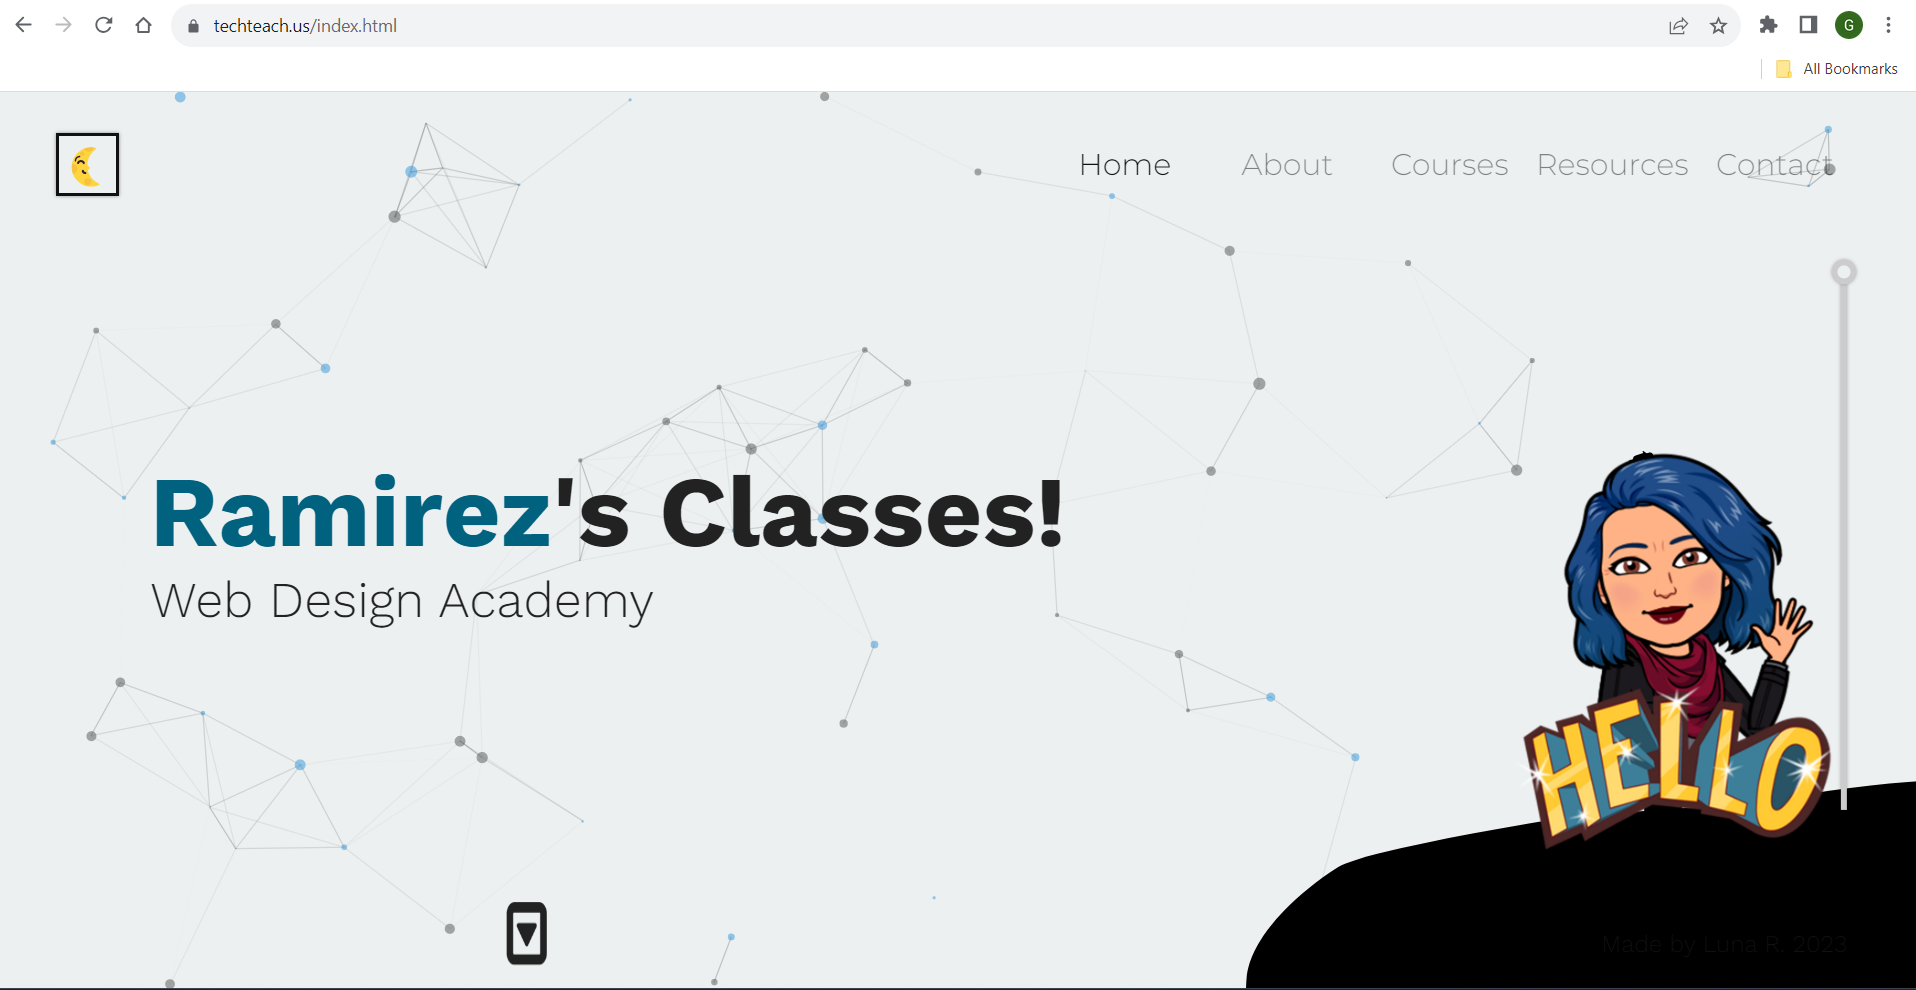 techteach.us/index.html
G
All Bookmarks
Home About Courses Resources Contact
Ramirez's Classes!
Web Design Academy
HELLO
Made by Luna R. 2023